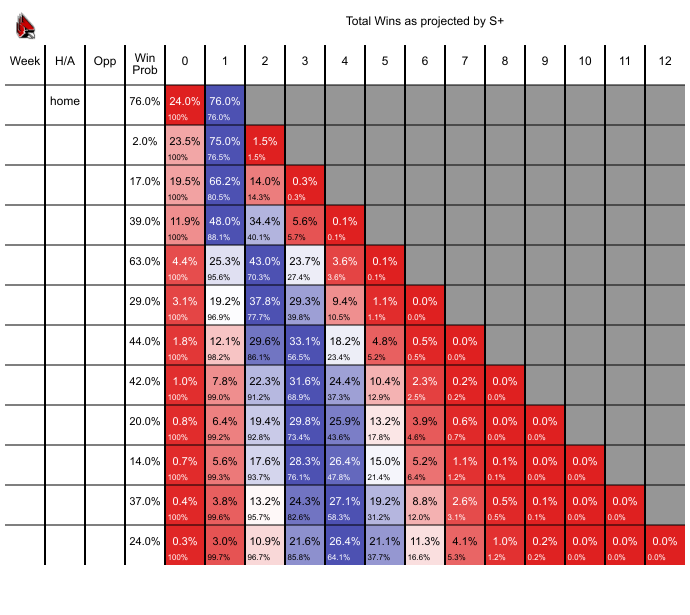 Total Wins as projected by S+
Week H/A Opp Win Prob 0 1 2 3 4 5 6 7 8 9 10 11 12
home 76.0% 24.0% 76.0%
100% 76.0%
2.0% 23.5% 75.0% 1.5%
100% 76.5% 1.5%
17.0% 19.5% 66.2% 14.0% 0.3%
100% 80.5% 14.3% 0.3%
39.0% 11.9% 48.0% 34.4% 5.6% 0.1%
100% 88.1% 40.1% 5.7% 0.1%
63.0% 4.4% 25.3% 43.0% 23.7% 3.6% 0.1%
100% 95.6% 70.3% 27.4% 3.6% 0.1%
29.0% 3.1% 19.2% 37.8% 29.3% 9.4% 1.1% 0.0%
100% 96.9% 77.7% 39.8% 10.5% 1.1% 0.0%
44.0% 1.8% 12.1% 29.6% 33.1% 18.2% 4.8% 0.5% 0.0%
100% 98.2% 86.1% 56.5% 23.4% 5.2% 0.5% 0.0%
42.0% 1.0% 7.8% 22.3% 31.6% 24.4% 10.4% 2.3% 0.2% 0.0%
100% 99.0% 91.2% 68.9% 37.3% 12.9% 2.5% 0.2% 0.0%
20.0% 0.8% 6.4% 19.4% 29.8% 25.9% 13.2% 3.9% 0.6% 0.0% 0.0%
100% 99.2% 92.8% 73.4% 43.6% 17.8% 4.6% 0.7% 0.0% 0.0%
14.0% 0.7% 5.6% 17.6% 28.3% 26.4% 15.0% 5.2% 1.1% 0.1% 0.0% 0.0%
100% 99.3% 93.7% 76.1% 47.8% 21.4% 6.4% 1.2% 0.1% 0.0% 0.0%
37.0% 0.4% 3.8% 13.2% 24.3% 27.1% 19.2% 8.8% 2.6% 0.5% 0.1% 0.0% 0.0%
100% 99.6% 95.7% 82.6% 58.3% 31.2% 12.0% 3.1% 0.5% 0.1% 0.0% 0.0%
24.0% 0.3% 3.0% 10.9% 21.6% 26.4% 21.1% 11.3% 4.1% 1.0% 0.2% 0.0% 0.0% 0.0%
100% 99.7% 96.7% 85.8% 64.1% 37.7% 16.6% 5.3% 1.2% 0.2% 0.0% 0.0% 0.0%